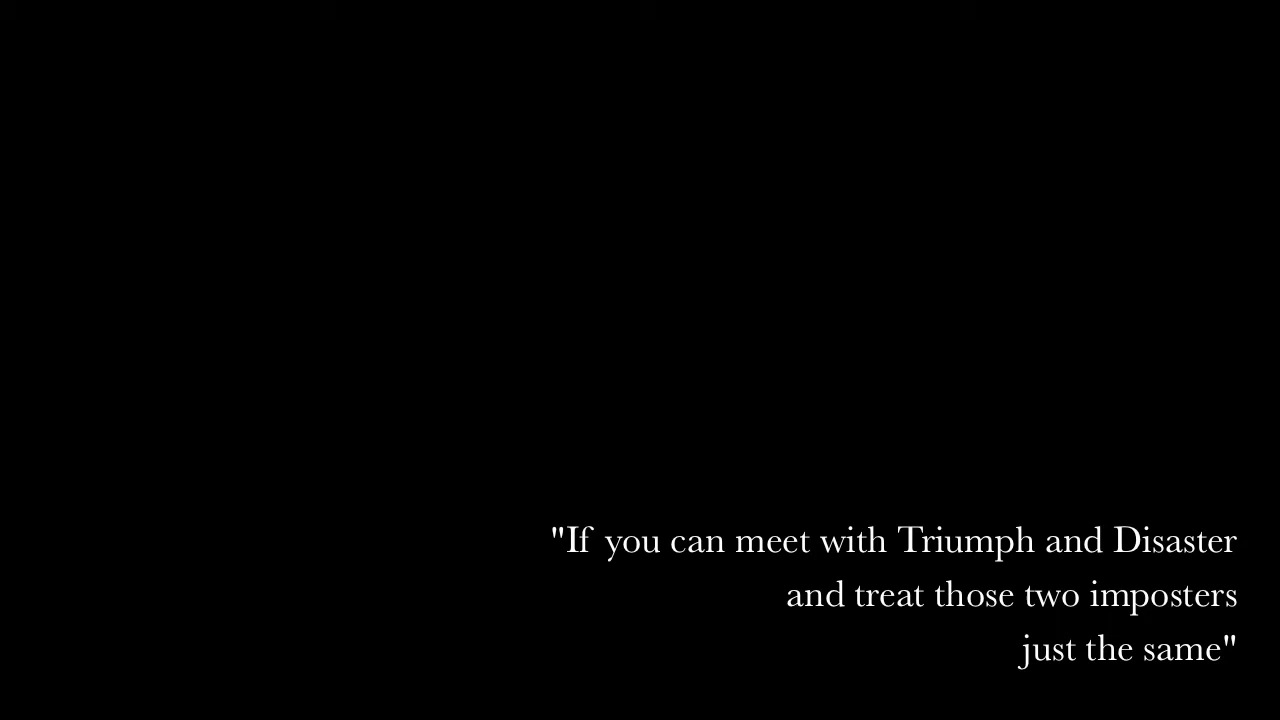 "If you can meet with Triumph and Disaster
and treat those two imposters
just the same"